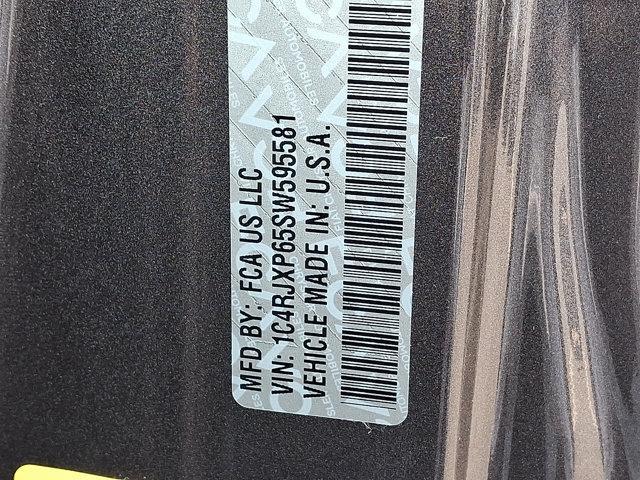 MFD BY: FCA US LLC
VIN: 1C4RJXP65SW595581
VEHICLE MADE IN: U.S.A.